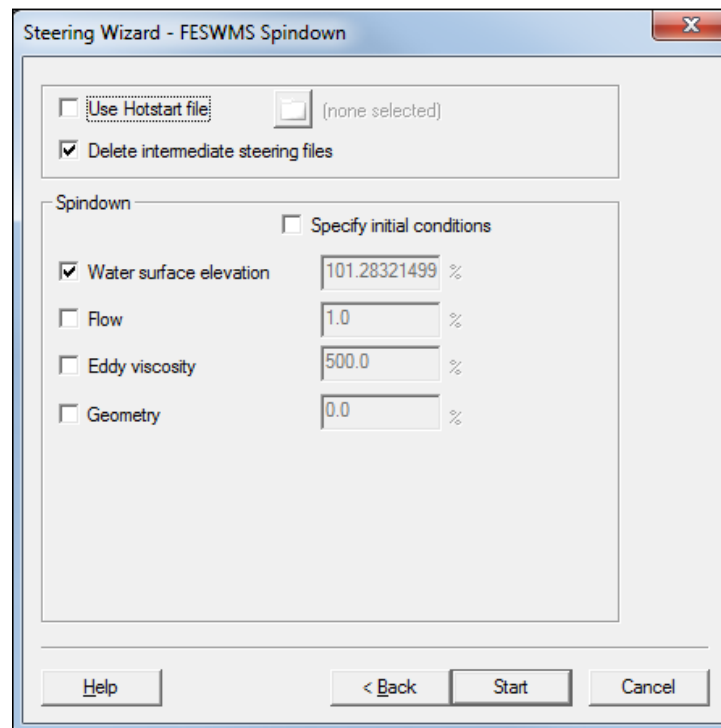 Steering Wizard - FESWMS Spindown
Use Hotstart file (none selected)
Delete intermediate steering files
Spindown
Specify initial conditions
Water surface elevation 101.28321499 %
Flow 1.0 %
Eddy viscosity 500.0 %
Geometry 0.0 %
Help < Back Start Cancel